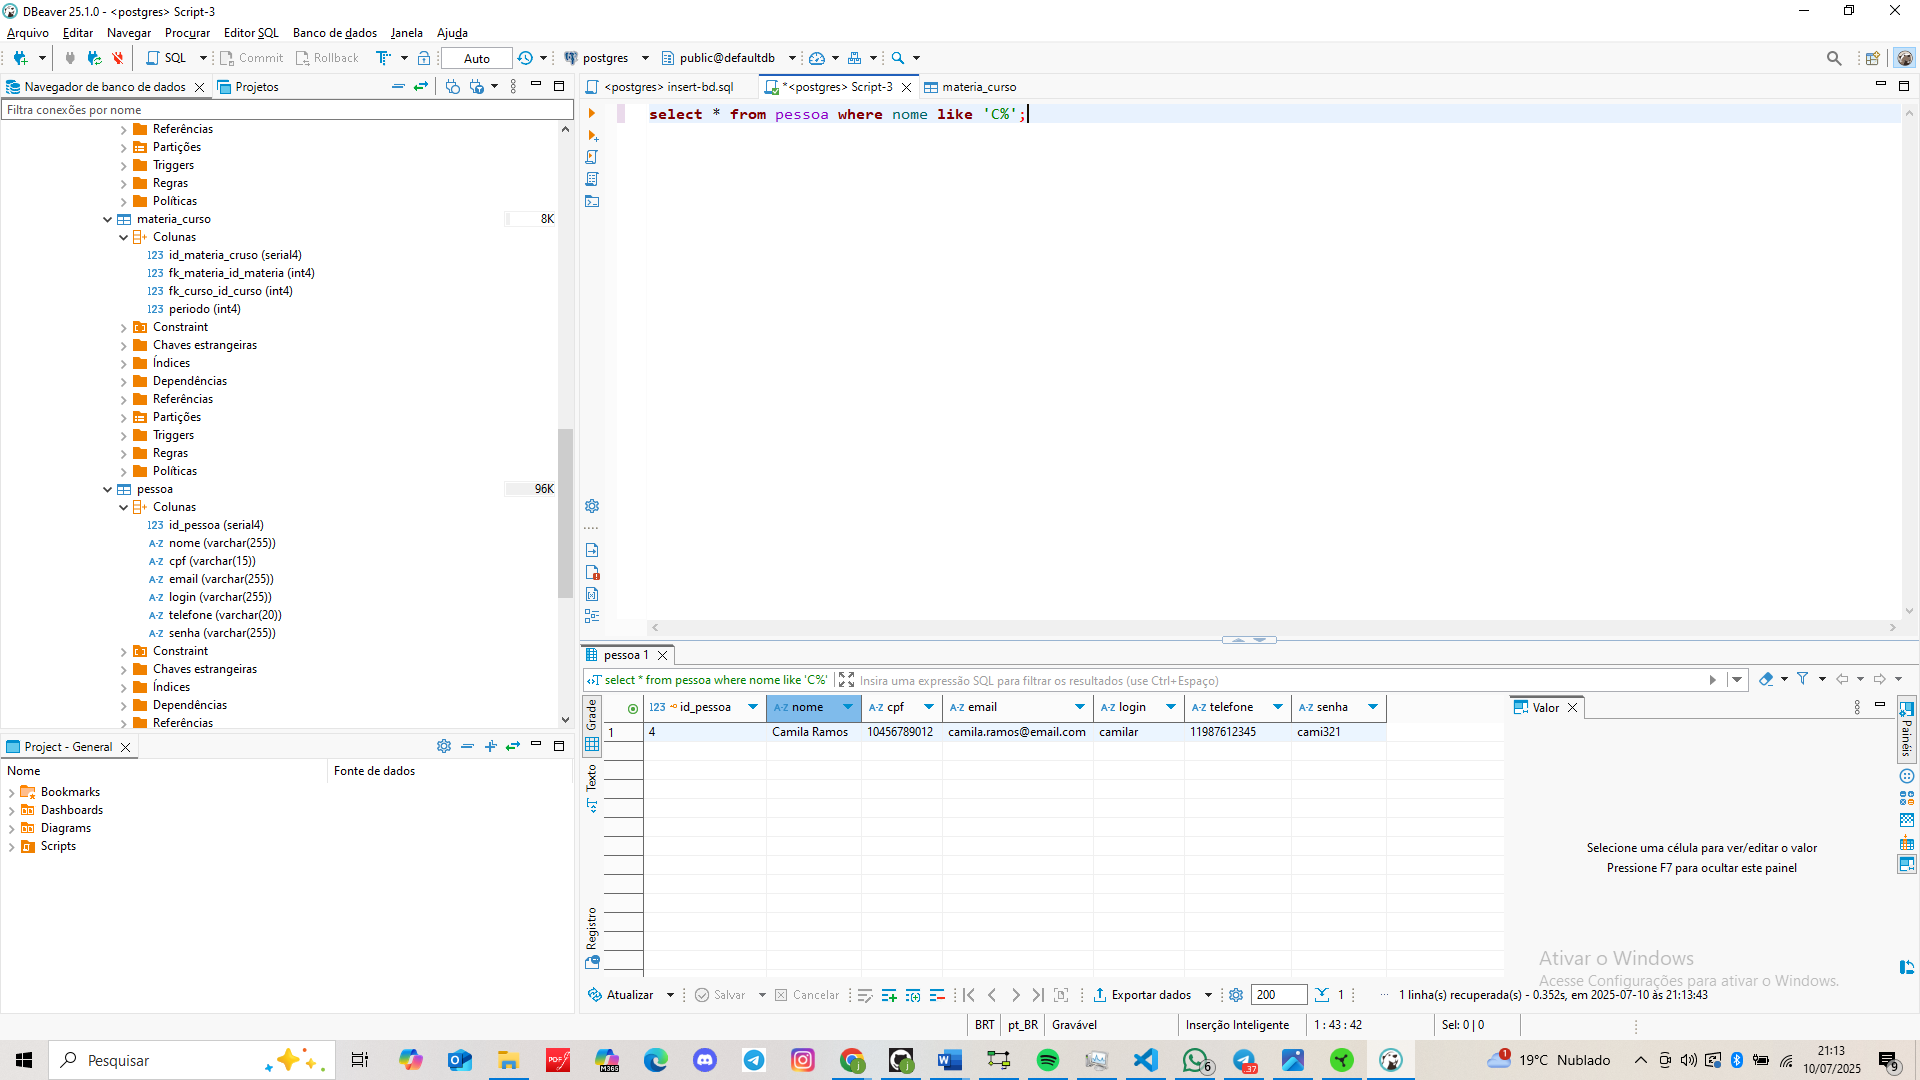 DBeaver 25.1.0 - <postgres> Script-3
Arquivo Editar Navegar Procurar Editor SQL Banco de dados Janela Ajuda
SQL Commit Rollback Auto postgres public@defaultdb
Navegador de banco de dados Projetos
<postgres> insert-bd.sql *<postgres> Script-3 materia_curso
Filtra conexões por nome
select * from pessoa where nome like 'C%';
Referências
Partições
Triggers
Regras
Políticas
materia_curso 8K
Colunas
123 id_materia_cruso (serial4)
123 fk_materia_id_materia (int4)
123 fk_curso_id_curso (int4)
123 periodo (int4)
Constraint
Chaves estrangeiras
Índices
Dependências
Referências
Partições
Triggers
Regras
Políticas
pessoa 96K
Colunas
123 id_pessoa (serial4)
A-Z nome (varchar(255))
A-Z cpf (varchar(15))
A-Z email (varchar(255))
A-Z login (varchar(255))
A-Z telefone (varchar(20))
A-Z senha (varchar(255))
Constraint
Chaves estrangeiras
Índices
Dependências
Referências
Project - General
Nome Fonte de dados
Bookmarks
Dashboards
Diagrams
Scripts
pessoa 1
select * from pessoa where nome like 'C%' Insira uma expressão SQL para filtrar os resultados (use Ctrl+Espaço)
Grade
Texto
Registro
123 id_pessoa A-Z nome A-Z cpf A-Z email A-Z login A-Z telefone A-Z senha
1 4 Camila Ramos 10456789012 camila.ramos@email.com camilar 11987612345 cami321
Valor
Painéis
Selecione uma célula para ver/editar o valor
Pressione F7 para ocultar este painel
Ativar o Windows
Acesse Configurações para ativar o Windows.
Atualizar Salvar Cancelar Exportar dados 200 1 ··· 1 linha(s) recuperada(s) - 0.352s, em 2025-07-10 às 21:13:43
BRT pt_BR Gravável Inserção Inteligente 1 : 43 : 42 Sel: 0 | 0
Pesquisar
PDF M365 6 37 1 19°C Nublado 21:13
10/07/2025 9